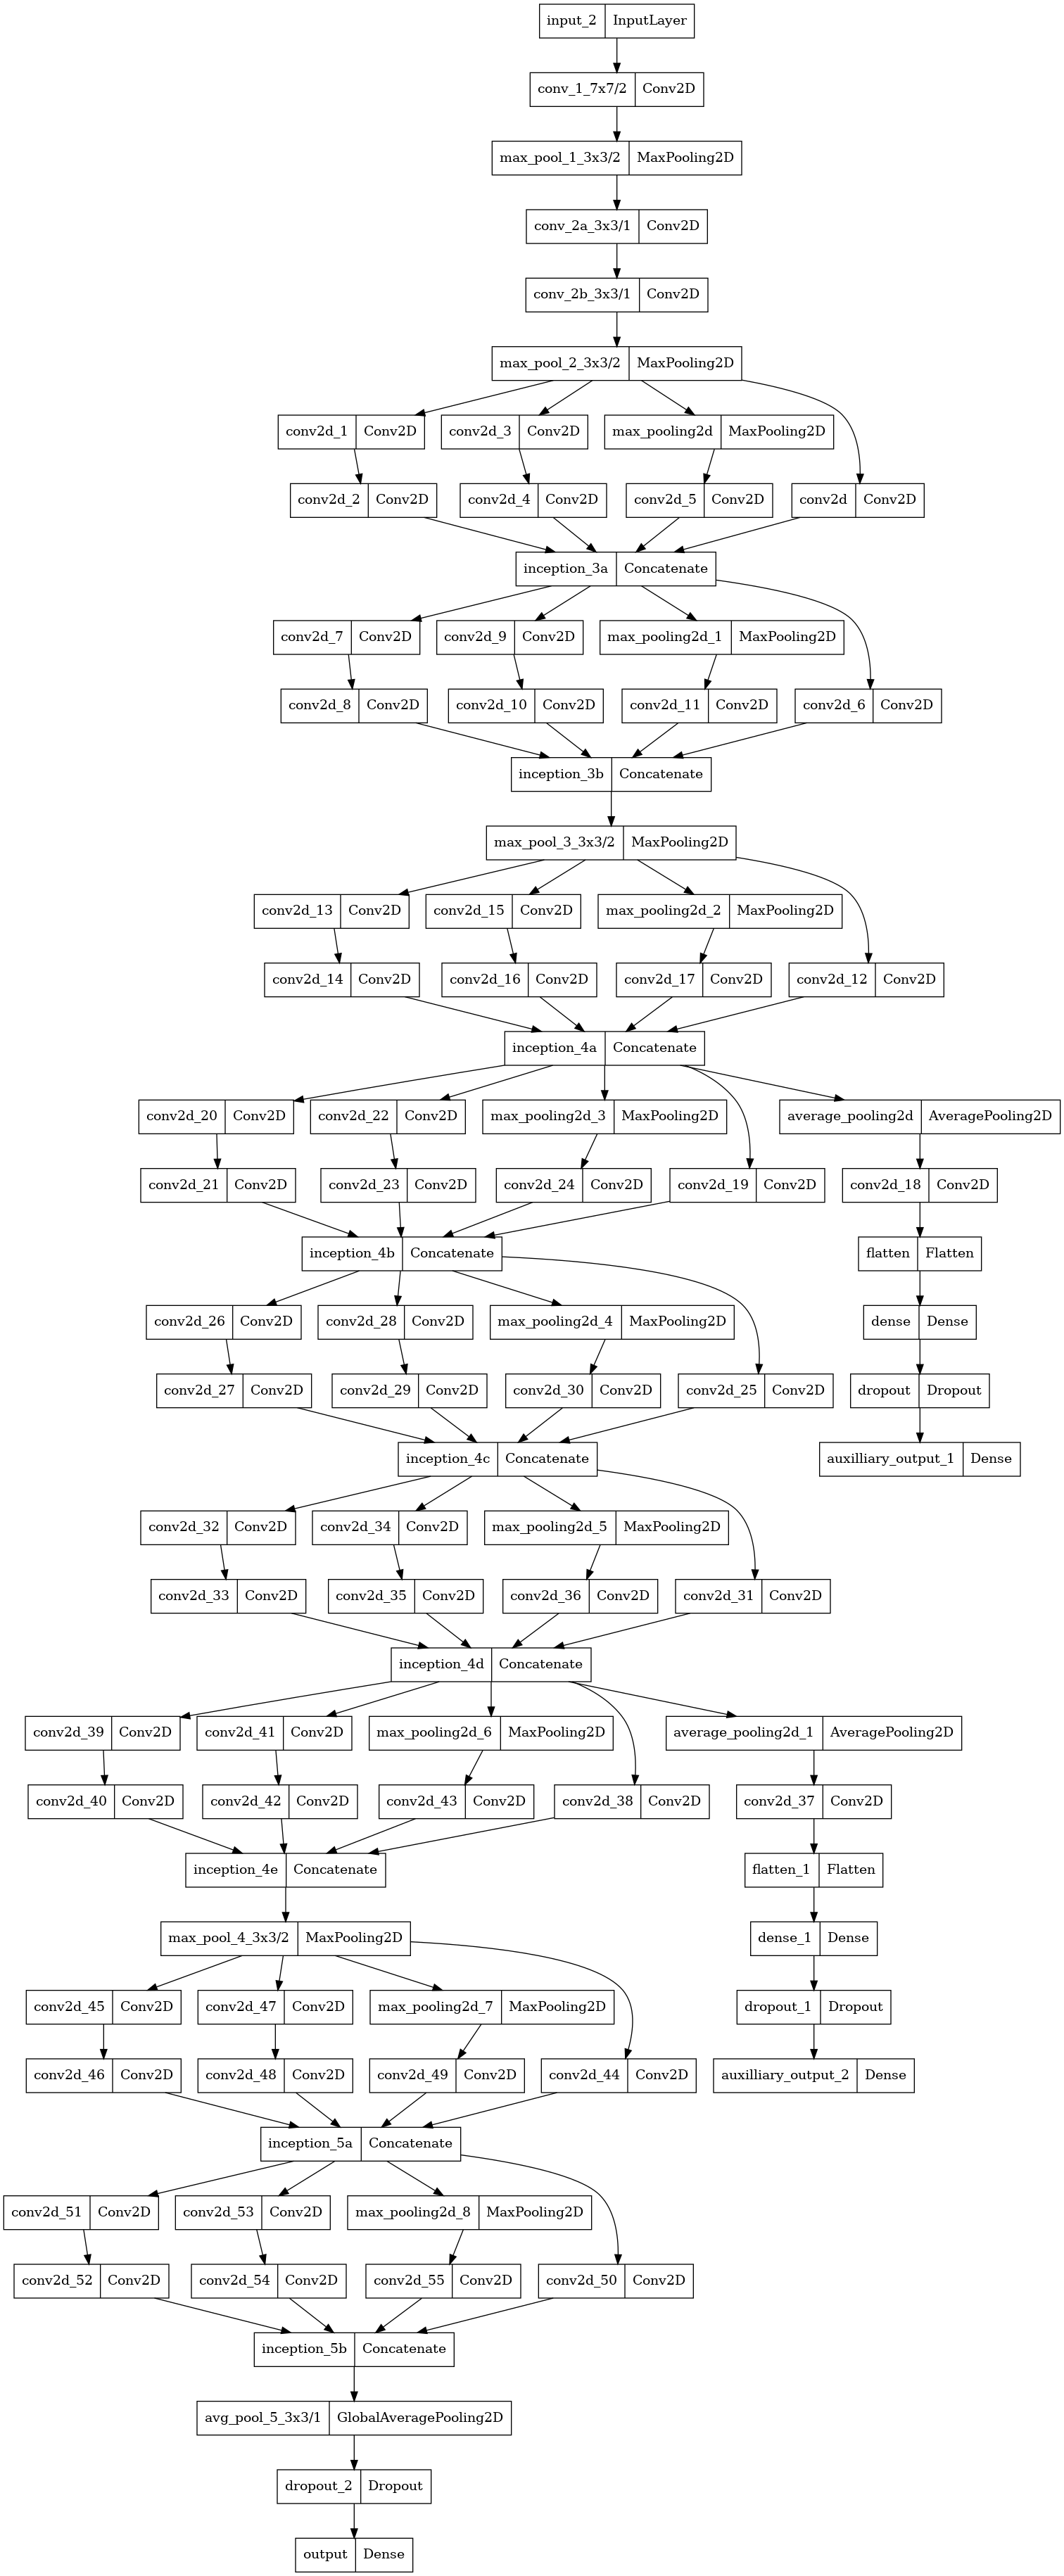 input_2 InputLayer
conv_1_7x7/2 Conv2D
max_pool_1_3x3/2 MaxPooling2D
conv_2a_3x3/1 Conv2D
conv_2b_3x3/1 Conv2D
max_pool_2_3x3/2 MaxPooling2D
conv2d_1 Conv2D conv2d_3 Conv2D max_pooling2d MaxPooling2D
conv2d_2 Conv2D conv2d_4 Conv2D conv2d_5 Conv2D conv2d Conv2D
inception_3a Concatenate
conv2d_7 Conv2D conv2d_9 Conv2D max_pooling2d_1 MaxPooling2D
conv2d_8 Conv2D conv2d_10 Conv2D conv2d_11 Conv2D conv2d_6 Conv2D
inception_3b Concatenate
max_pool_3_3x3/2 MaxPooling2D
conv2d_13 Conv2D conv2d_15 Conv2D max_pooling2d_2 MaxPooling2D
conv2d_14 Conv2D conv2d_16 Conv2D conv2d_17 Conv2D conv2d_12 Conv2D
inception_4a Concatenate
conv2d_20 Conv2D conv2d_22 Conv2D max_pooling2d_3 MaxPooling2D average_pooling2d AveragePooling2D
conv2d_21 Conv2D conv2d_23 Conv2D conv2d_24 Conv2D conv2d_19 Conv2D conv2d_18 Conv2D
inception_4b Concatenate flatten Flatten
conv2d_26 Conv2D conv2d_28 Conv2D max_pooling2d_4 MaxPooling2D dense Dense
conv2d_27 Conv2D conv2d_29 Conv2D conv2d_30 Conv2D conv2d_25 Conv2D dropout Dropout
inception_4c Concatenate auxilliary_output_1 Dense
conv2d_32 Conv2D conv2d_34 Conv2D max_pooling2d_5 MaxPooling2D
conv2d_33 Conv2D conv2d_35 Conv2D conv2d_36 Conv2D conv2d_31 Conv2D
inception_4d Concatenate
conv2d_39 Conv2D conv2d_41 Conv2D max_pooling2d_6 MaxPooling2D average_pooling2d_1 AveragePooling2D
conv2d_40 Conv2D conv2d_42 Conv2D conv2d_43 Conv2D conv2d_38 Conv2D conv2d_37 Conv2D
inception_4e Concatenate flatten_1 Flatten
max_pool_4_3x3/2 MaxPooling2D dense_1 Dense
conv2d_45 Conv2D conv2d_47 Conv2D max_pooling2d_7 MaxPooling2D dropout_1 Dropout
conv2d_46 Conv2D conv2d_48 Conv2D conv2d_49 Conv2D conv2d_44 Conv2D auxilliary_output_2 Dense
inception_5a Concatenate
conv2d_51 Conv2D conv2d_53 Conv2D max_pooling2d_8 MaxPooling2D
conv2d_52 Conv2D conv2d_54 Conv2D conv2d_55 Conv2D conv2d_50 Conv2D
inception_5b Concatenate
avg_pool_5_3x3/1 GlobalAveragePooling2D
dropout_2 Dropout
output Dense